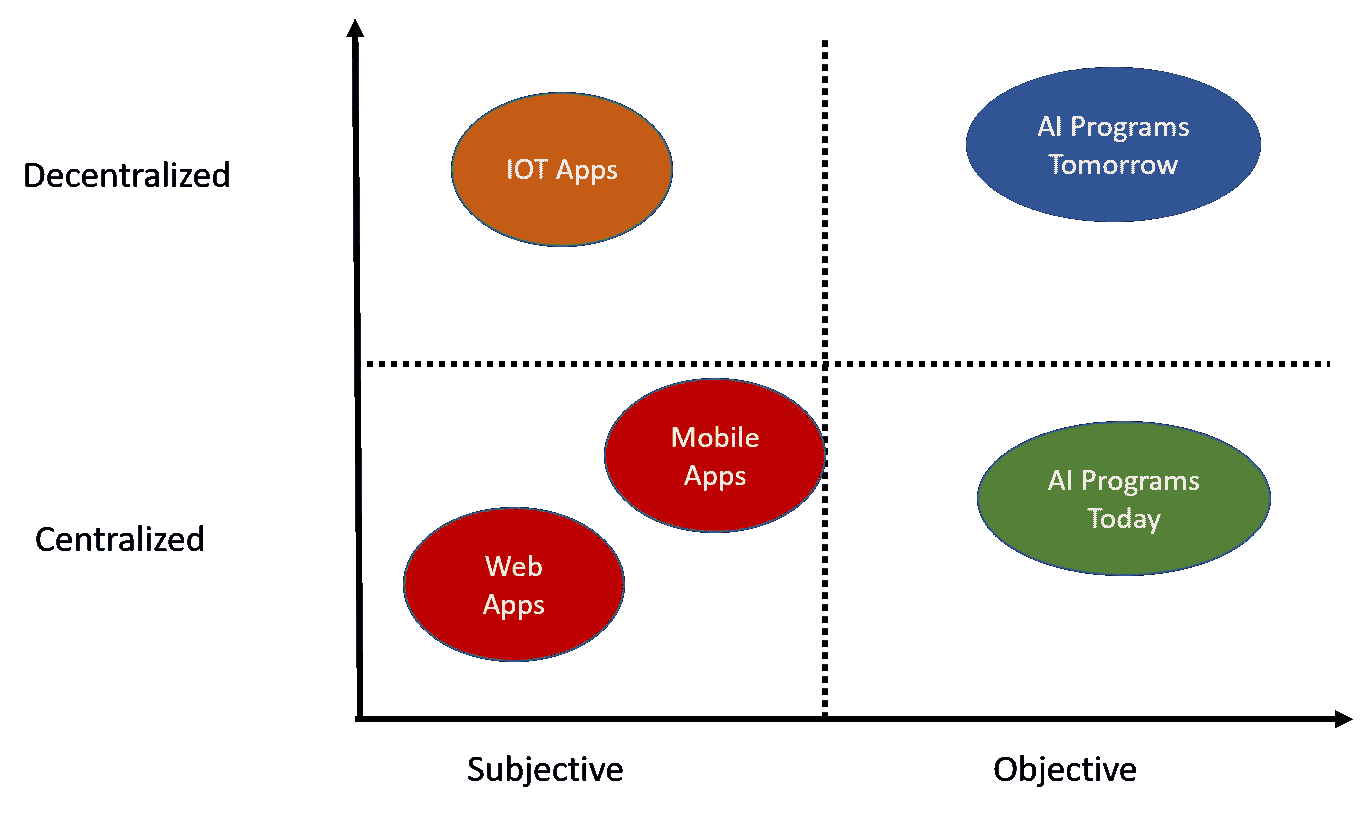 Decentralized
IOT Apps
AI Programs
Tomorrow
Centralized
Mobile
Apps
Web
Apps
AI Programs
Today
Subjective
Objective